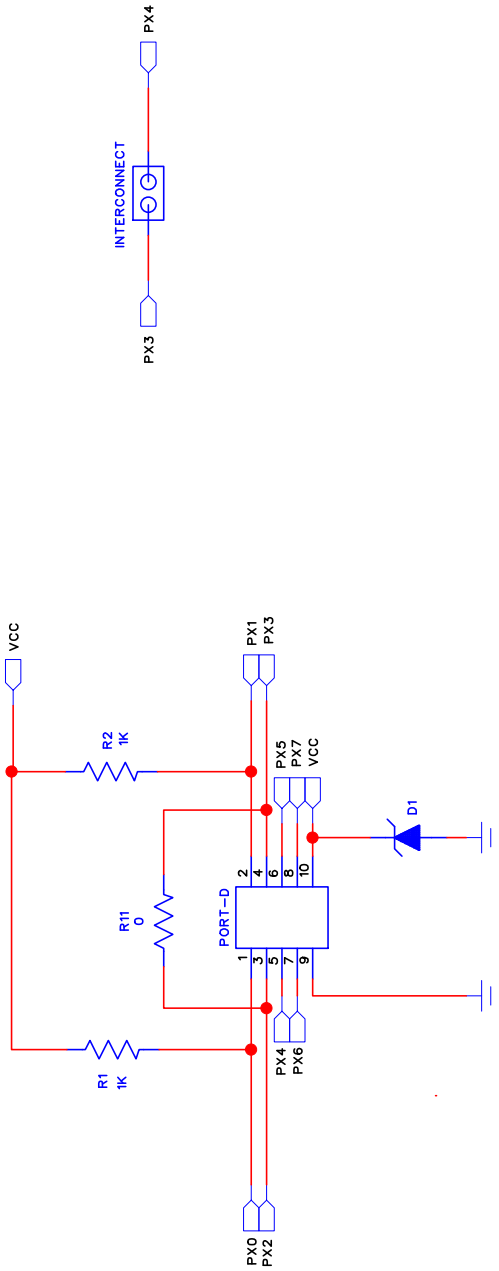 PX4
INTERCONNECT
PX3
VCC
R2
1K
PX1
PX3
PX5
PX7
VCC
D1
R11
0
PORT-D
2
4
6
8
10
1
3
5
7
9
PX4
PX6
R1
1K
PX0
PX2